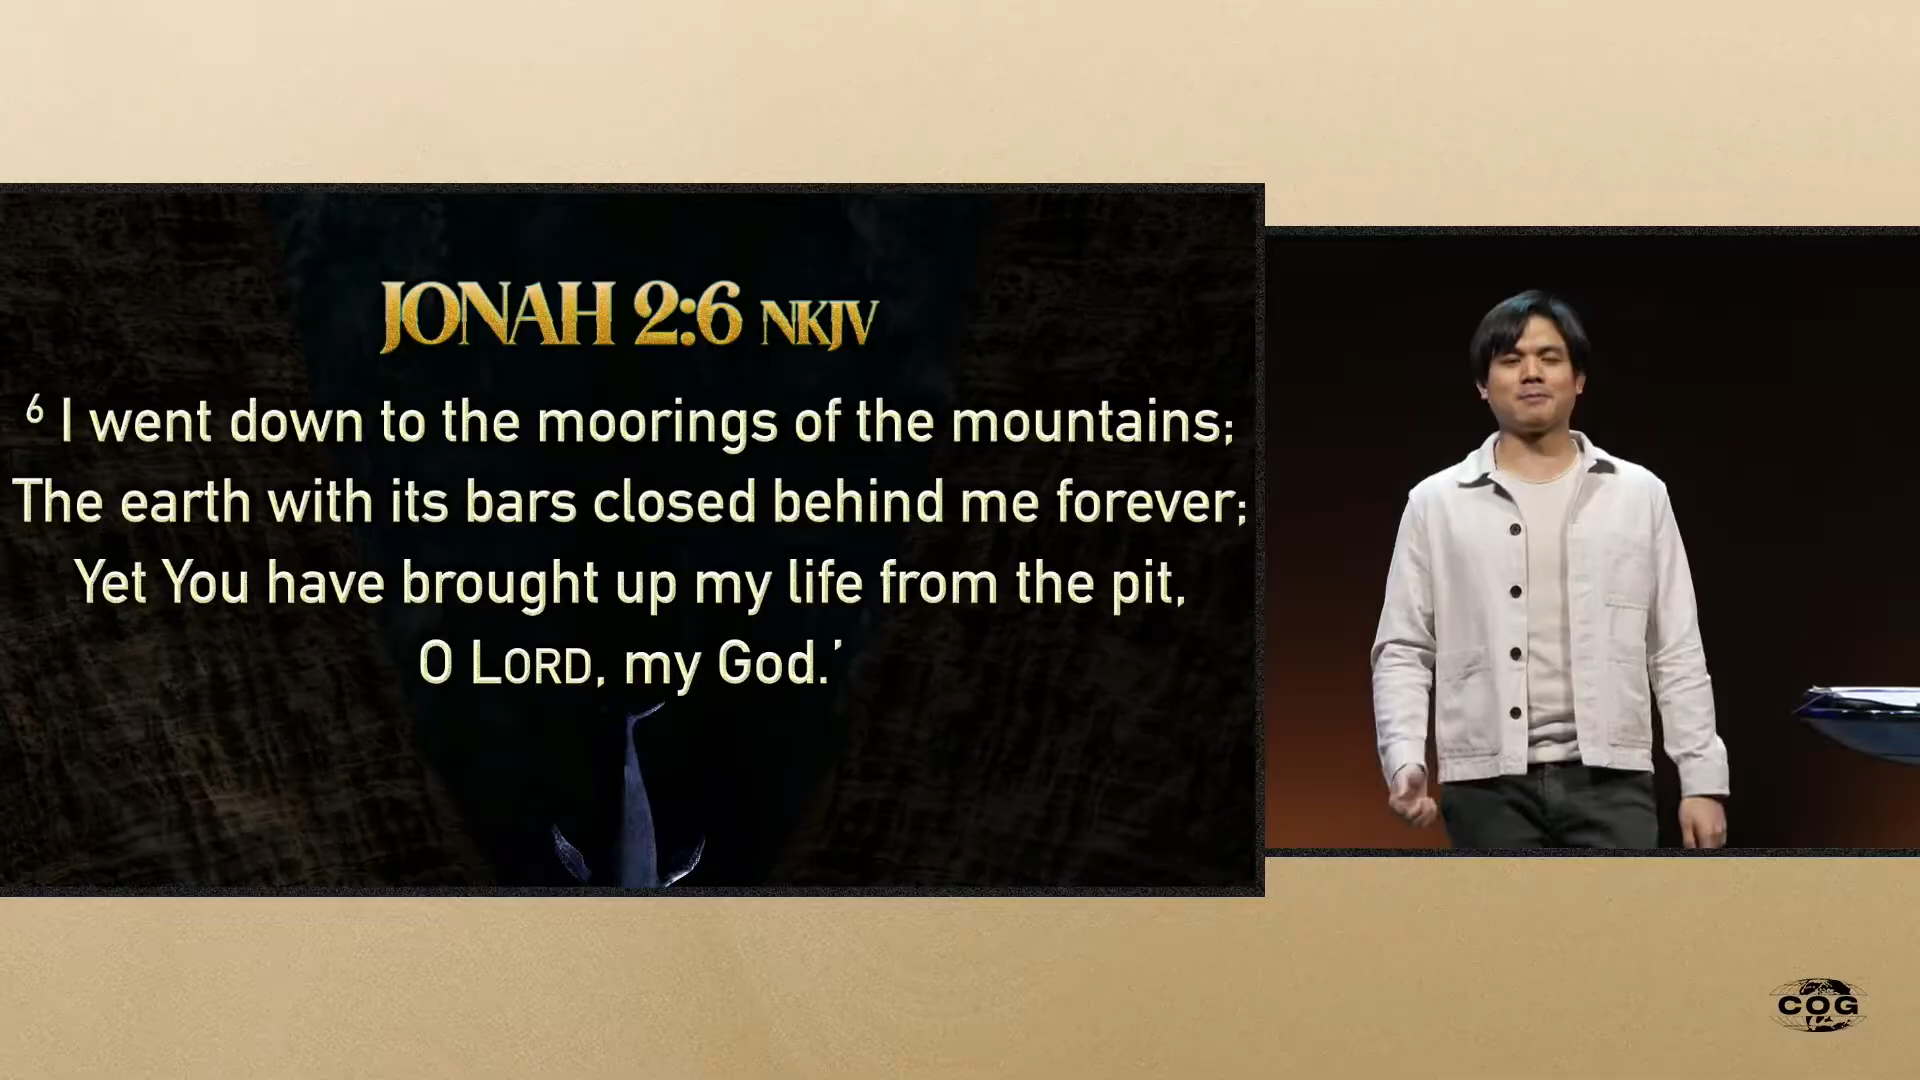 JONAH 2:6 NKJV
6 I went down to the moorings of the mountains;
The earth with its bars closed behind me forever;
Yet You have brought up my life from the pit,
O LORD, my God.’
COG